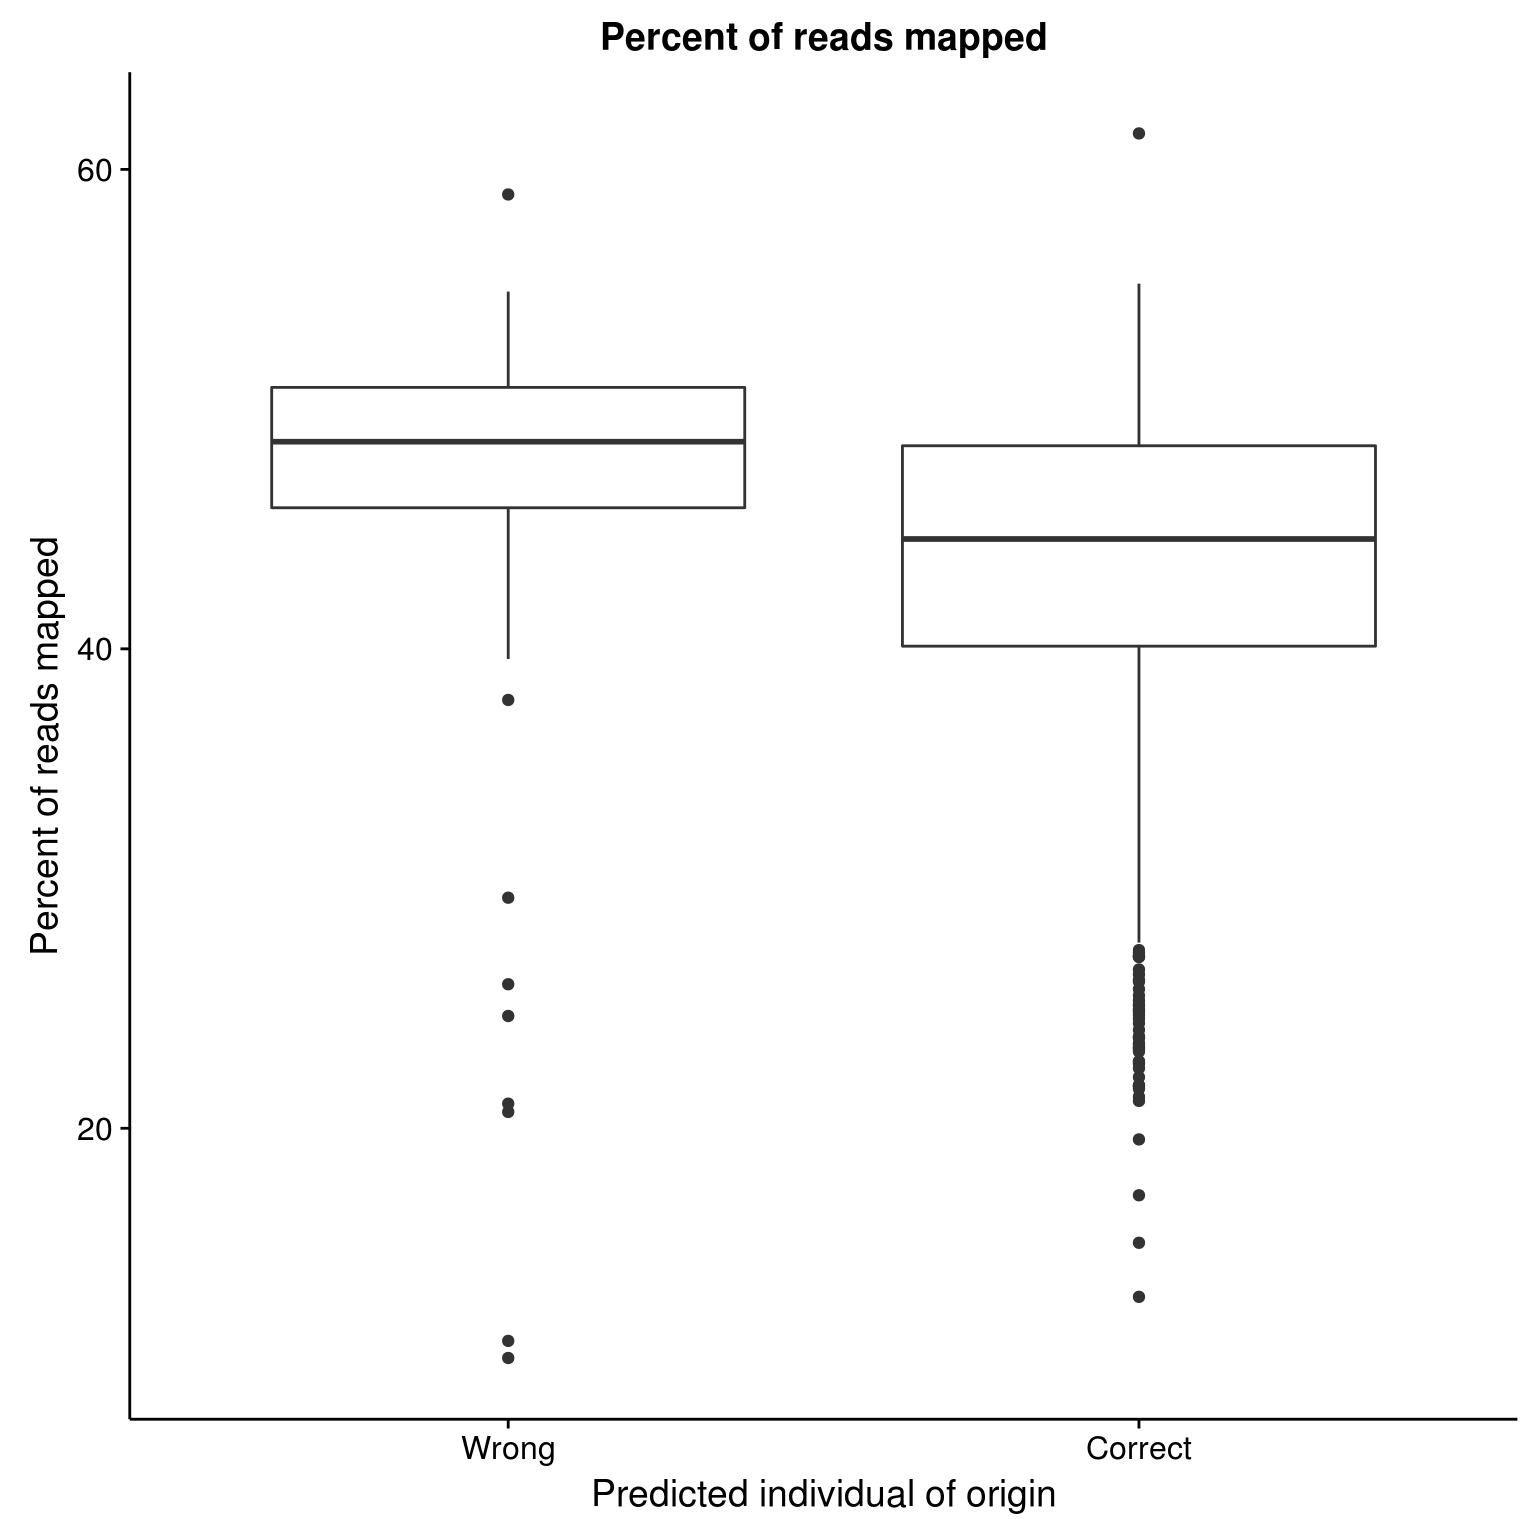 Percent of reads mapped
Percent of reads mapped
60
40
20
Wrong
Correct
Predicted individual of origin